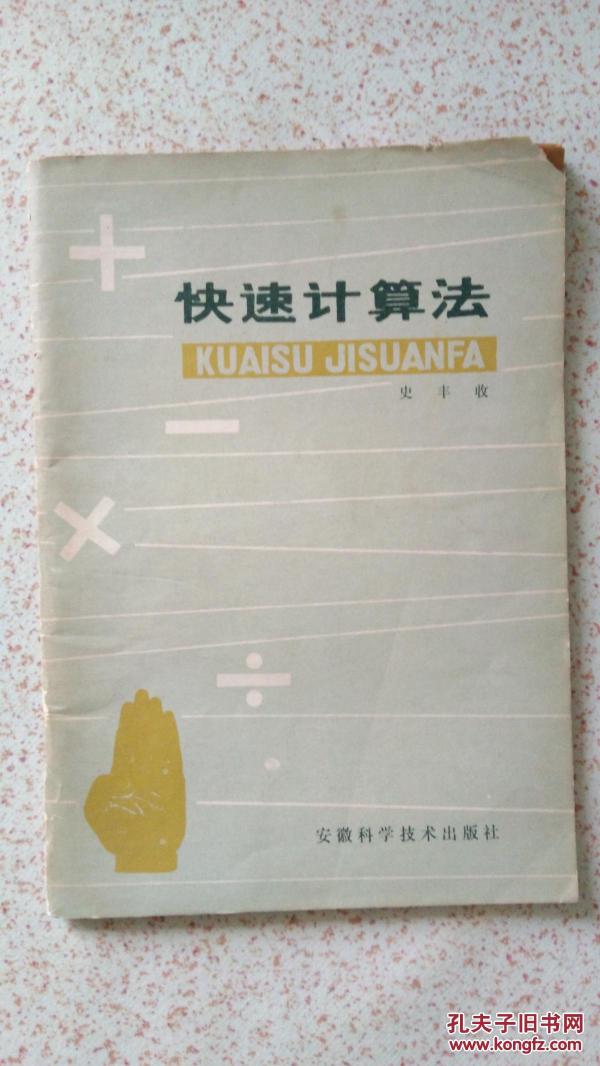 快速计算法
KUAISU JISUANFA
史丰收
安徽科学技术出版社
孔夫子旧书网
www.kongfz.com